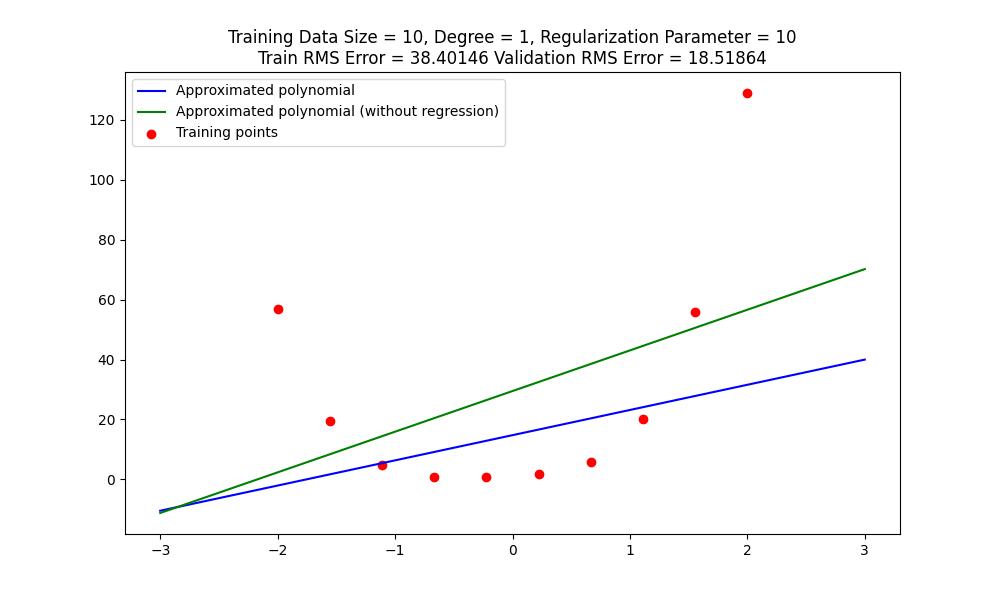 Training Data Size = 10, Degree = 1, Regularization Parameter = 10
Train RMS Error = 38.40146 Validation RMS Error = 18.51864
Approximated polynomial
Approximated polynomial (without regression)
Training points
120
100
80
60
40
20
0
−3 −2 −1 0 1 2 3